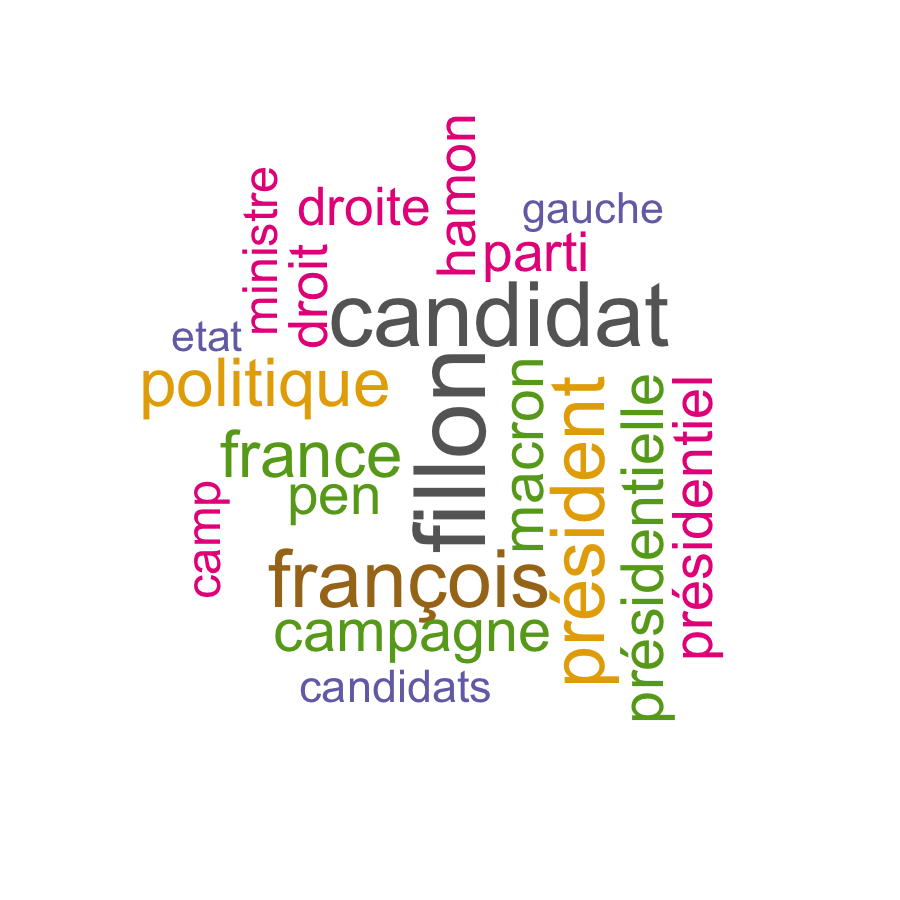 hamon
ministre
droite
gauche
droit
parti
candidat
etat
politique
fillon
macron
président
présidentielle
présidentiel
france
pen
camp
françois
campagne
candidats